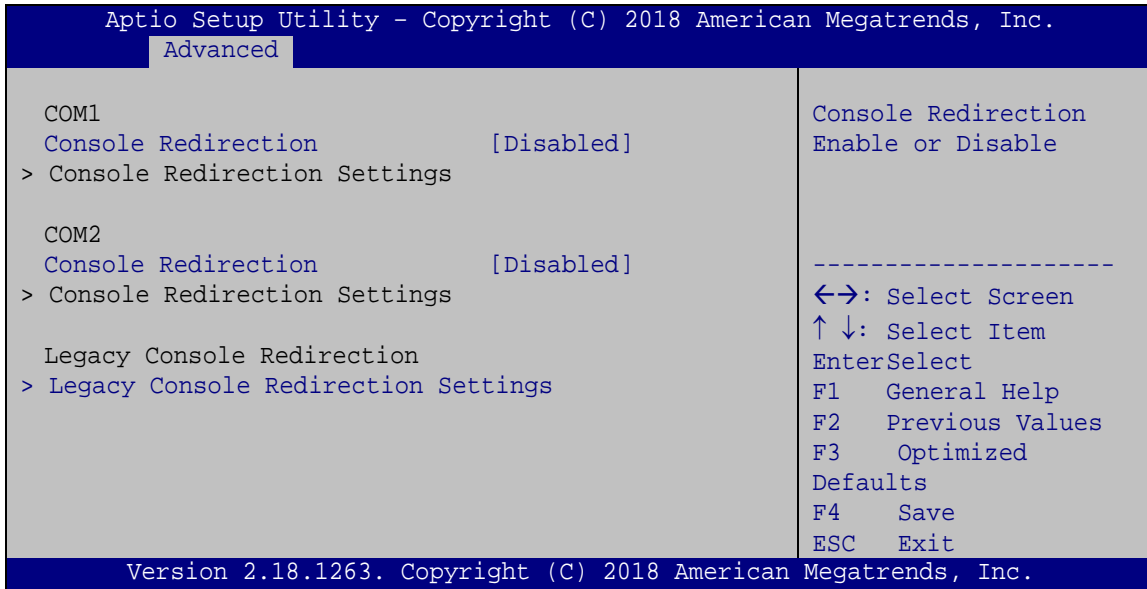 Aptio Setup Utility – Copyright (C) 2018 American Megatrends, Inc.
Advanced
COM1
Console Redirection [Disabled]
> Console Redirection Settings
COM2
Console Redirection [Disabled]
> Console Redirection Settings
Legacy Console Redirection
> Legacy Console Redirection Settings
Console Redirection
Enable or Disable
---------------------
←→: Select Screen
↑ ↓: Select Item
EnterSelect
F1 General Help
F2 Previous Values
F3 Optimized
Defaults
F4 Save
ESC Exit
Version 2.18.1263. Copyright (C) 2018 American Megatrends, Inc.